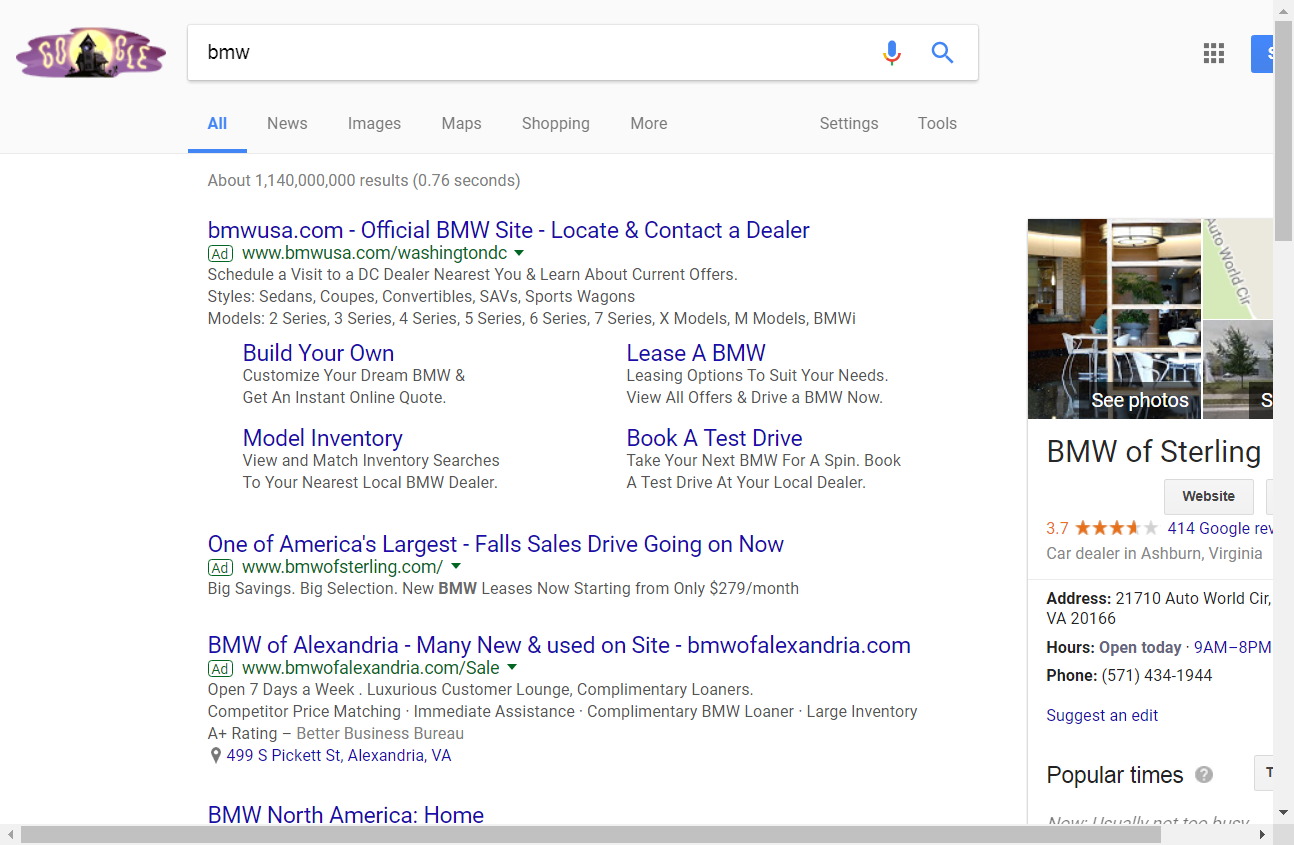 GOOGLE
bmw
All News Images Maps Shopping More Settings Tools
About 1,140,000,000 results (0.76 seconds)
bmwusa.com - Official BMW Site - Locate & Contact a Dealer
Ad www.bmwusa.com/washingtondc
Schedule a Visit to a DC Dealer Nearest You & Learn About Current Offers.
Styles: Sedans, Coupes, Convertibles, SAVs, Sports Wagons
Models: 2 Series, 3 Series, 4 Series, 5 Series, 6 Series, 7 Series, X Models, M Models, BMWi
Build Your Own
Customize Your Dream BMW &
Get An Instant Online Quote.
Lease A BMW
Leasing Options To Suit Your Needs.
View All Offers & Drive a BMW Now.
Model Inventory
View and Match Inventory Searches
To Your Nearest Local BMW Dealer.
Book A Test Drive
Take Your Next BMW For A Spin. Book
A Test Drive At Your Local Dealer.
One of America's Largest - Falls Sales Drive Going on Now
Ad www.bmwofsterling.com/
Big Savings. Big Selection. New BMW Leases Now Starting from Only $279/month
BMW of Alexandria - Many New & used on Site - bmwofalexandria.com
Ad www.bmwofalexandria.com/Sale
Open 7 Days a Week . Luxurious Customer Lounge, Complimentary Loaners.
Competitor Price Matching · Immediate Assistance · Complimentary BMW Loaner · Large Inventory
A+ Rating – Better Business Bureau
499 S Pickett St, Alexandria, VA
BMW North America: Home
Auto World Cir
See photos
S
BMW of Sterling
Website
3.7 414 Google rev
Car dealer in Ashburn, Virginia
Address: 21710 Auto World Cir,
VA 20166
Hours: Open today · 9AM–8PM
Phone: (571) 434-1944
Suggest an edit
Popular times ?
Now: Usually not too busy